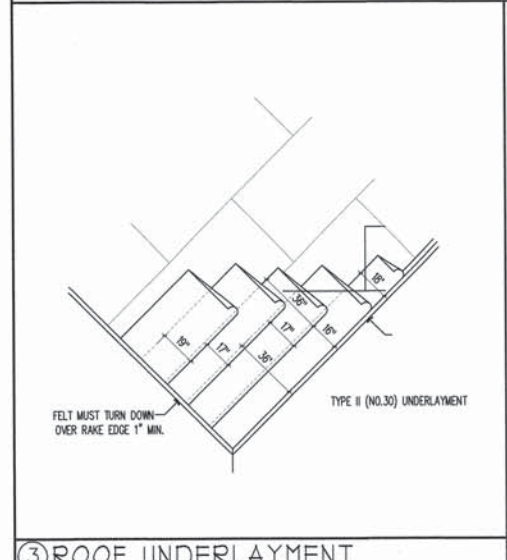 18"
36"
17"
16"
19"
17"
36"
FELT MUST TURN DOWN
OVER RAKE EDGE 1" MIN.
TYPE II (NO.30) UNDERLAYMENT
3 ROOF UNDERLAYMENT